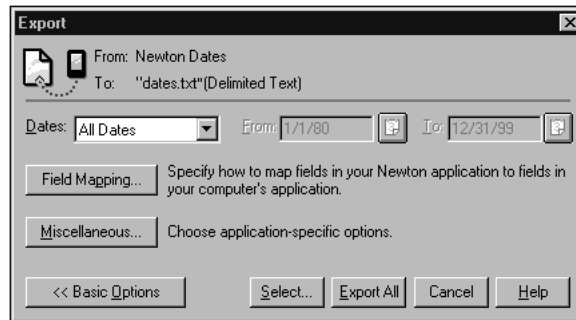 Export
From: Newton Dates
To: "dates.txt"(Delimited Text)
Dates: All Dates From: 1/1/80 To: 12/31/99
Field Mapping... Specify how to map fields in your Newton application to fields in
your computer's application.
Miscellaneous... Choose application-specific options.
<< Basic Options Select... Export All Cancel Help